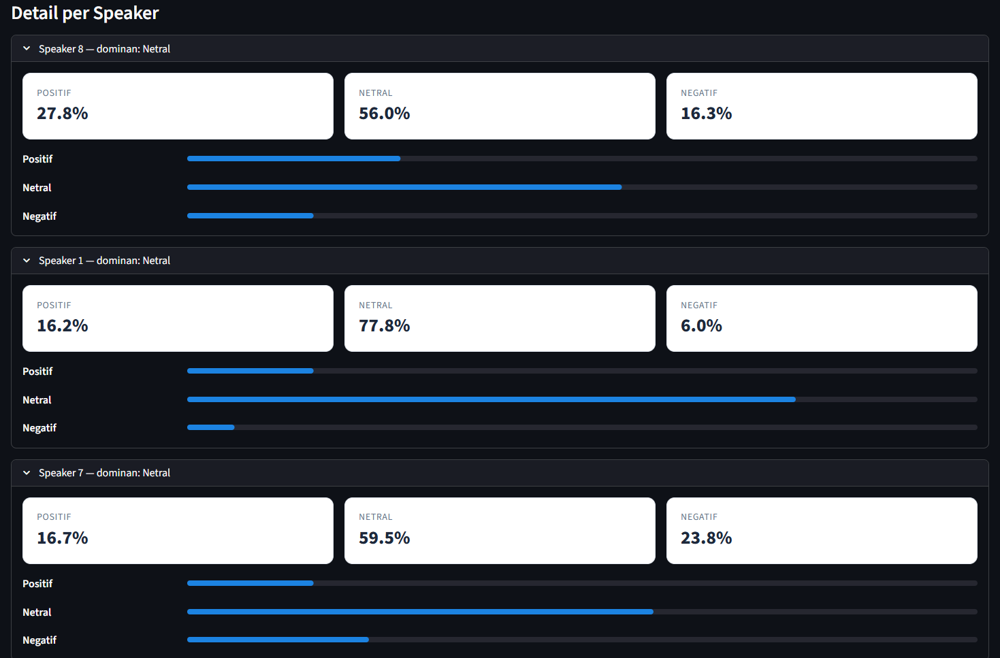 Detail per Speaker
Speaker 8 — dominan: Netral
POSITIF
27.8%
NETRAL
56.0%
NEGATIF
16.3%
Positif
Netral
Negatif
Speaker 1 — dominan: Netral
POSITIF
16.2%
NETRAL
77.8%
NEGATIF
6.0%
Positif
Netral
Negatif
Speaker 7 — dominan: Netral
POSITIF
16.7%
NETRAL
59.5%
NEGATIF
23.8%
Positif
Netral
Negatif